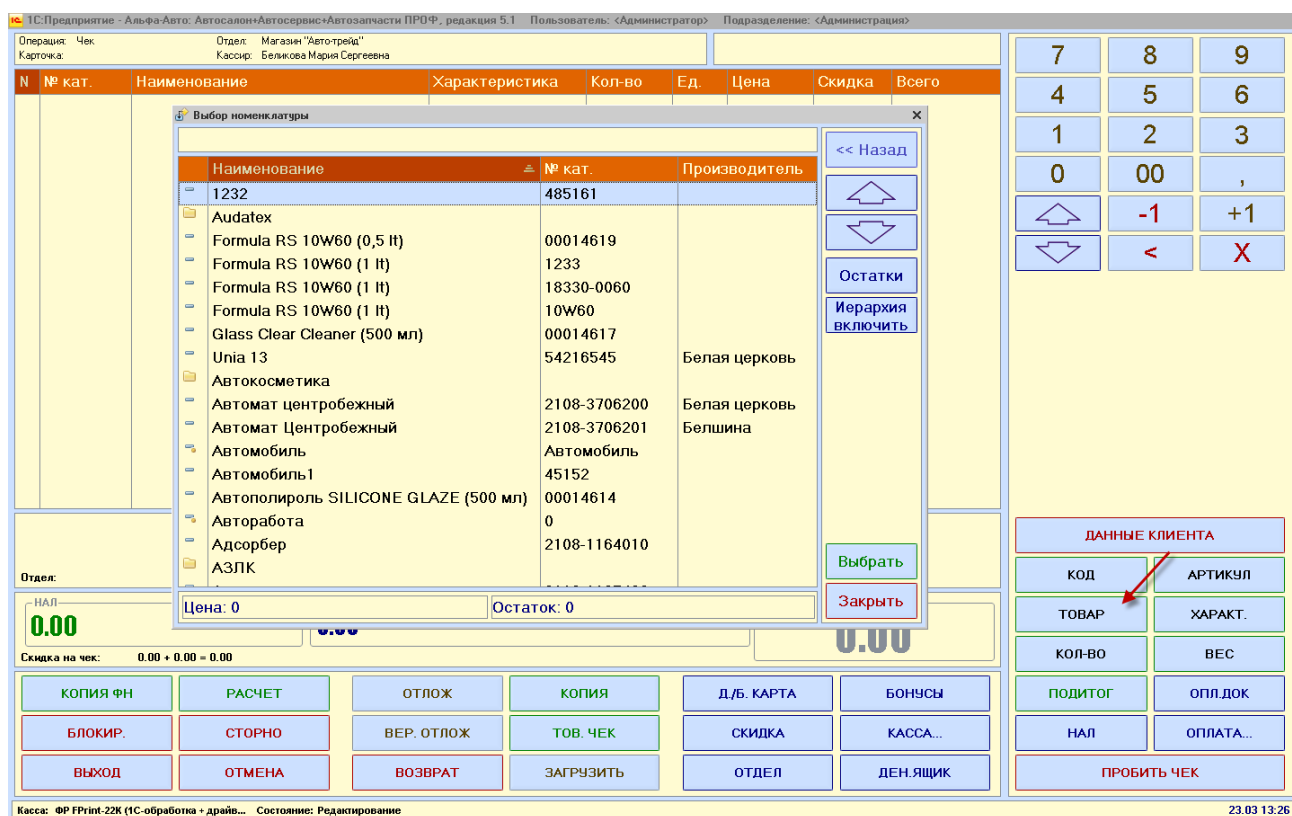 1С:Предприятие - Альфа-Авто: Автосалон+Автосервис+Автозапчасти ПРОФ, редакция 5.1 Пользователь: <Администратор> Подразделение: <Администрация>
Операция: Чек Отдел: Магазин "Авто-трейд"
Карточка: Кассир: Беликова Мария Сергеевна
N № кат. Наименование Характеристика Кол-во Ед. Цена Скидка Всего
Выбор номенклатуры x
Наименование № кат. Производитель
1232 485161
Audatex
Formula RS 10W60 (0,5 lt) 00014619
Formula RS 10W60 (1 lt) 1233
Formula RS 10W60 (1 lt) 18330-0060
Formula RS 10W60 (1 lt) 10W60
Glass Clear Cleaner (500 мл) 00014617
Unia 13 54216545 Белая церковь
Автокосметика
Автомат центробежный 2108-3706200 Белая церковь
Автомат Центробежный 2108-3706201 Белшина
Автомобиль Автомобиль
Автомобиль1 45152
Автополироль SILICONE GLAZE (500 мл) 00014614
Авторабота 0
Адсорбер 2108-1164010
АЗЛК
Цена: 0 Остаток: 0
<< Назад
Остатки
Иерархия
включить
Выбрать
Закрыть
7 8 9
4 5 6
1 2 3
0 00 ,
-1 +1
< X
ДАННЫЕ КЛИЕНТА
КОД АРТИКУЛ
ТОВАР ХАРАКТ.
КОЛ-ВО ВЕС
ПОДИТОГ ОПЛ.ДОК
НАЛ ОПЛАТА...
ПРОБИТЬ ЧЕК
Отдел:
НАЛ
0.00 0.00 0.00
Скидка на чек: 0.00 + 0.00 = 0.00
КОПИЯ ФН РАСЧЕТ ОТЛОЖ КОПИЯ Д./Б. КАРТА БОНУСЫ
БЛОКИР. СТОРНО ВЕР. ОТЛОЖ ТОВ. ЧЕК СКИДКА КАССА...
ВЫХОД ОТМЕНА ВОЗВРАТ ЗАГРУЗИТЬ ОТДЕЛ ДЕН.ЯЩИК
Касса: ФР FPrint-22К (1С-обработка + драйв... Состояние: Редактирование 23.03 13:26